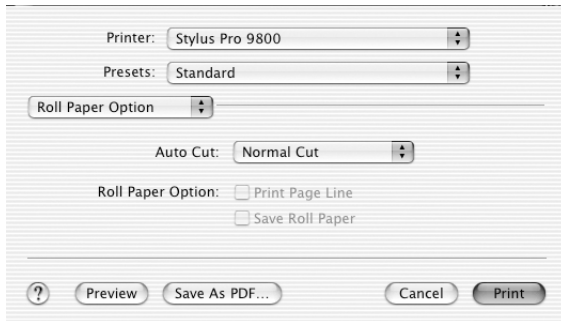 Printer: Stylus Pro 9800
Presets: Standard
Roll Paper Option
Auto Cut: Normal Cut
Roll Paper Option: Print Page Line
Save Roll Paper
? Preview Save As PDF... Cancel Print